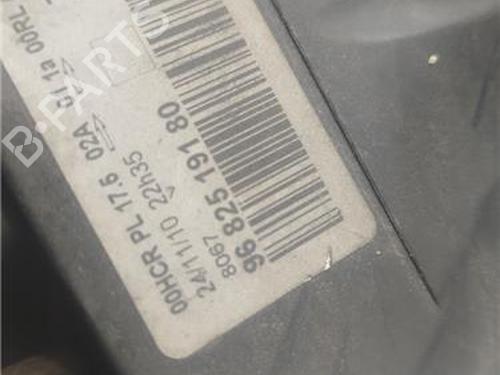 96 825 191 80
8067
24/11/10 22h35
00HCR PL 17.5 02A 01 1a 00RL
B-PARTS